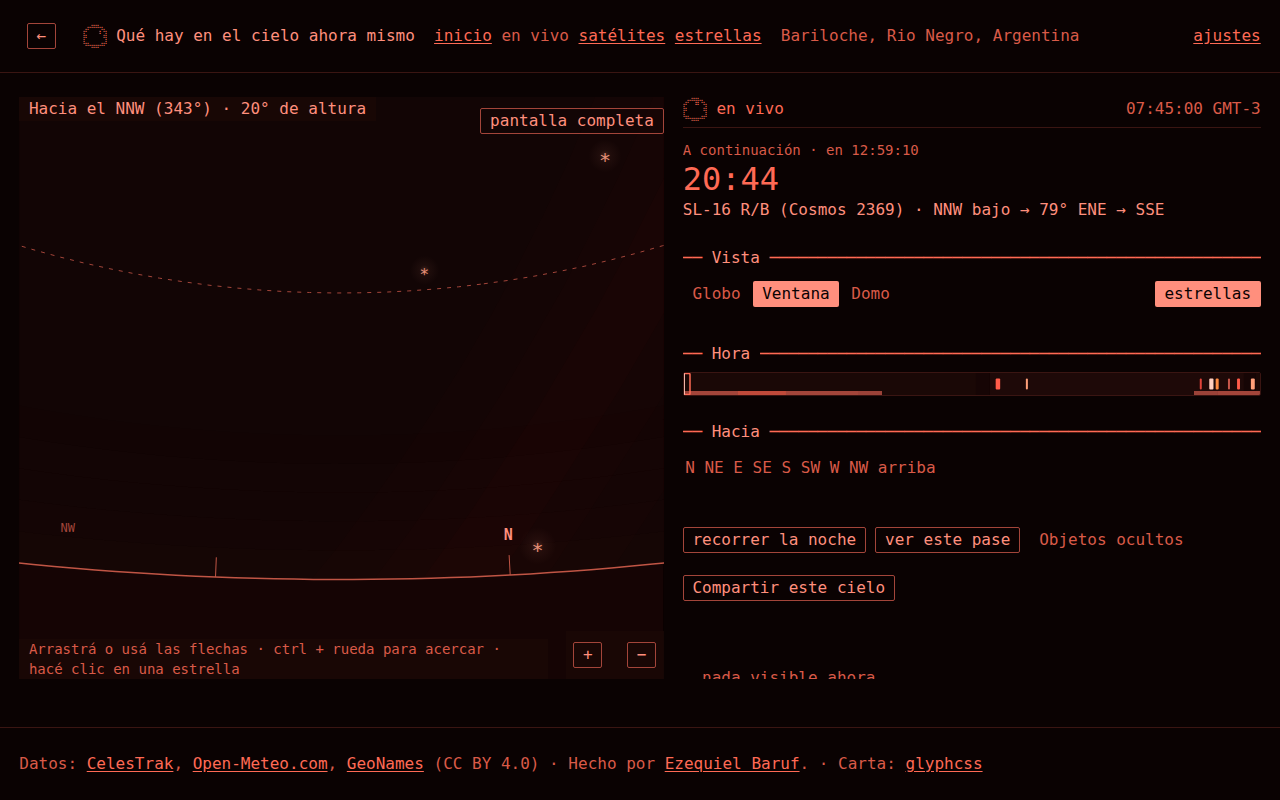 ← Qué hay en el cielo ahora mismo inicio en vivo satélites estrellas Bariloche, Rio Negro, Argentina ajustes
Hacia el NNW (343°) · 20° de altura
pantalla completa
*
*
NW
N
*
Arrastrá o usá las flechas · ctrl + rueda para acercar ·
hacé clic en una estrella
+ −
en vivo 07:45:00 GMT-3
A continuación · en 12:59:10
20:44
SL-16 R/B (Cosmos 2369) · NNW bajo → 79° ENE → SSE
Vista
Globo Ventana Domo estrellas
Hora
Hacia
N NE E SE S SW W NW arriba
recorrer la noche ver este pase Objetos ocultos
Compartir este cielo
visible ahora
Datos: CelesTrak, Open-Meteo.com, GeoNames (CC BY 4.0) · Hecho por Ezequiel Baruf. · Carta: glyphcss